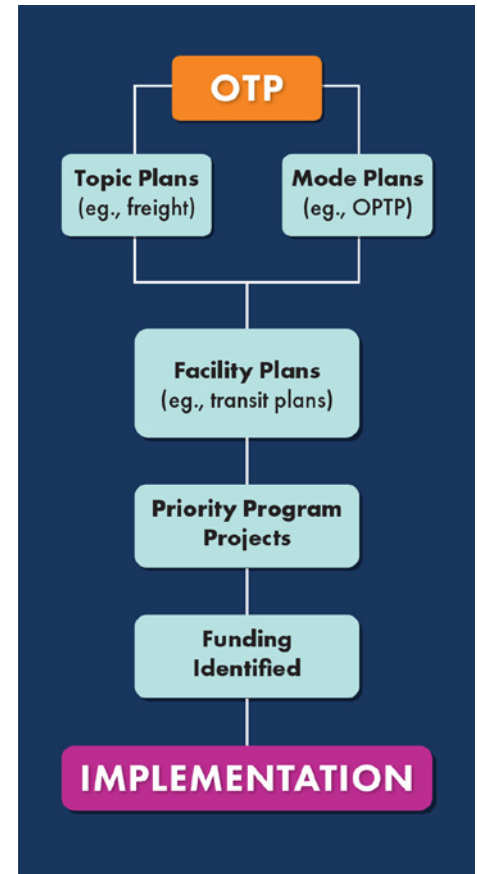 OTP
Topic Plans
(eg., freight)
Mode Plans
(eg., OPTP)
Facility Plans
(eg., transit plans)
Priority Program
Projects
Funding
Identified
IMPLEMENTATION